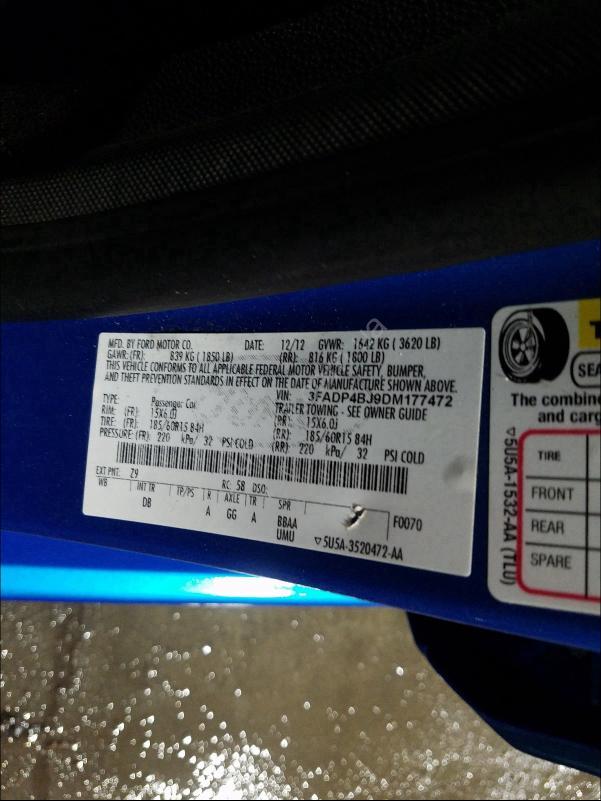 MFD. BY FORD MOTOR CO. DATE: 12/12 GVWR: 1642 KG ( 3620 LB)
GAWR: (FR): 839 KG ( 1850 LB) (RR): 816 KG ( 1800 LB)
THIS VEHICLE CONFORMS TO ALL APPLICABLE FEDERAL MOTOR VEHICLE SAFETY, BUMPER,
AND THEFT PREVENTION STANDARDS IN EFFECT ON THE DATE OF MANUFACTURE SHOWN ABOVE.
VIN: 3FADP4BJ9DM177472
TYPE: Passenger Car TRAILER TOWING - SEE OWNER GUIDE
RIM: (FR) 15X6.0J (RR): 15X6.0J
TIRE: (FR): 185/60R15 84H (RR): 185/60R15 84H
PRESSURE: (FR): 220 kPa/ 32 PSI COLD (RR): 220 kPa/ 32 PSI COLD
EXT PNT: Z9 RC: 5B DSO:
WB INT TR TP/PS R AXLE TR SPR
DB A GG A BBAA F0070
UMU ▽5U5A-3520472-AA
The combine
and carg
TIRE
FRONT
REAR
SPARE
▽5U5A-1532-AA (TLU)